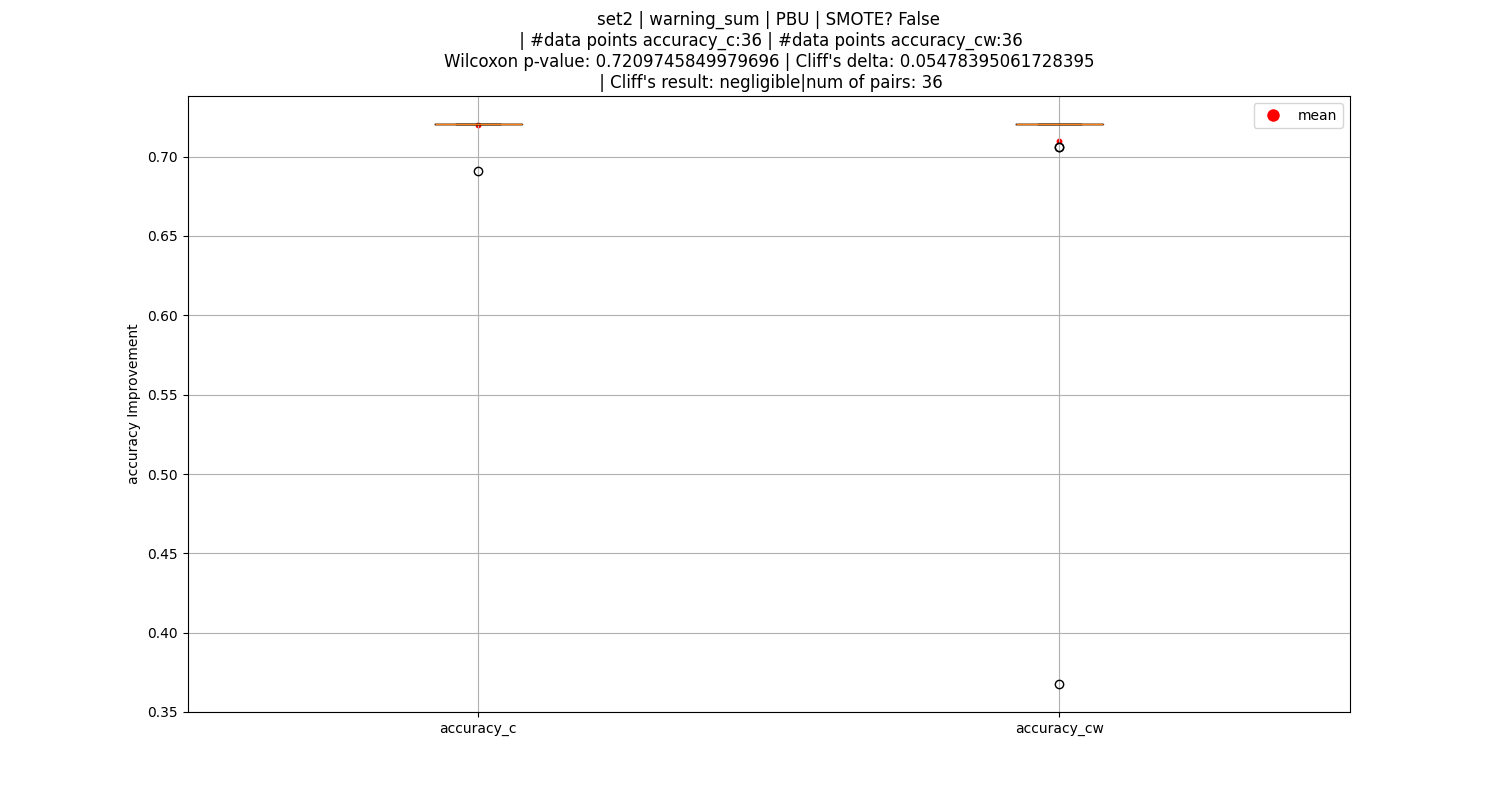 set2 | warning_sum | PBU | SMOTE? False
| #data points accuracy_c:36 | #data points accuracy_cw:36
Wilcoxon p-value: 0.7209745849979696 | Cliff's delta: 0.05478395061728395
| Cliff's result: negligible|num of pairs: 36
mean
0.70
0.65
0.60
0.55
0.50
0.45
0.40
0.35
accuracy Improvement
accuracy_c
accuracy_cw